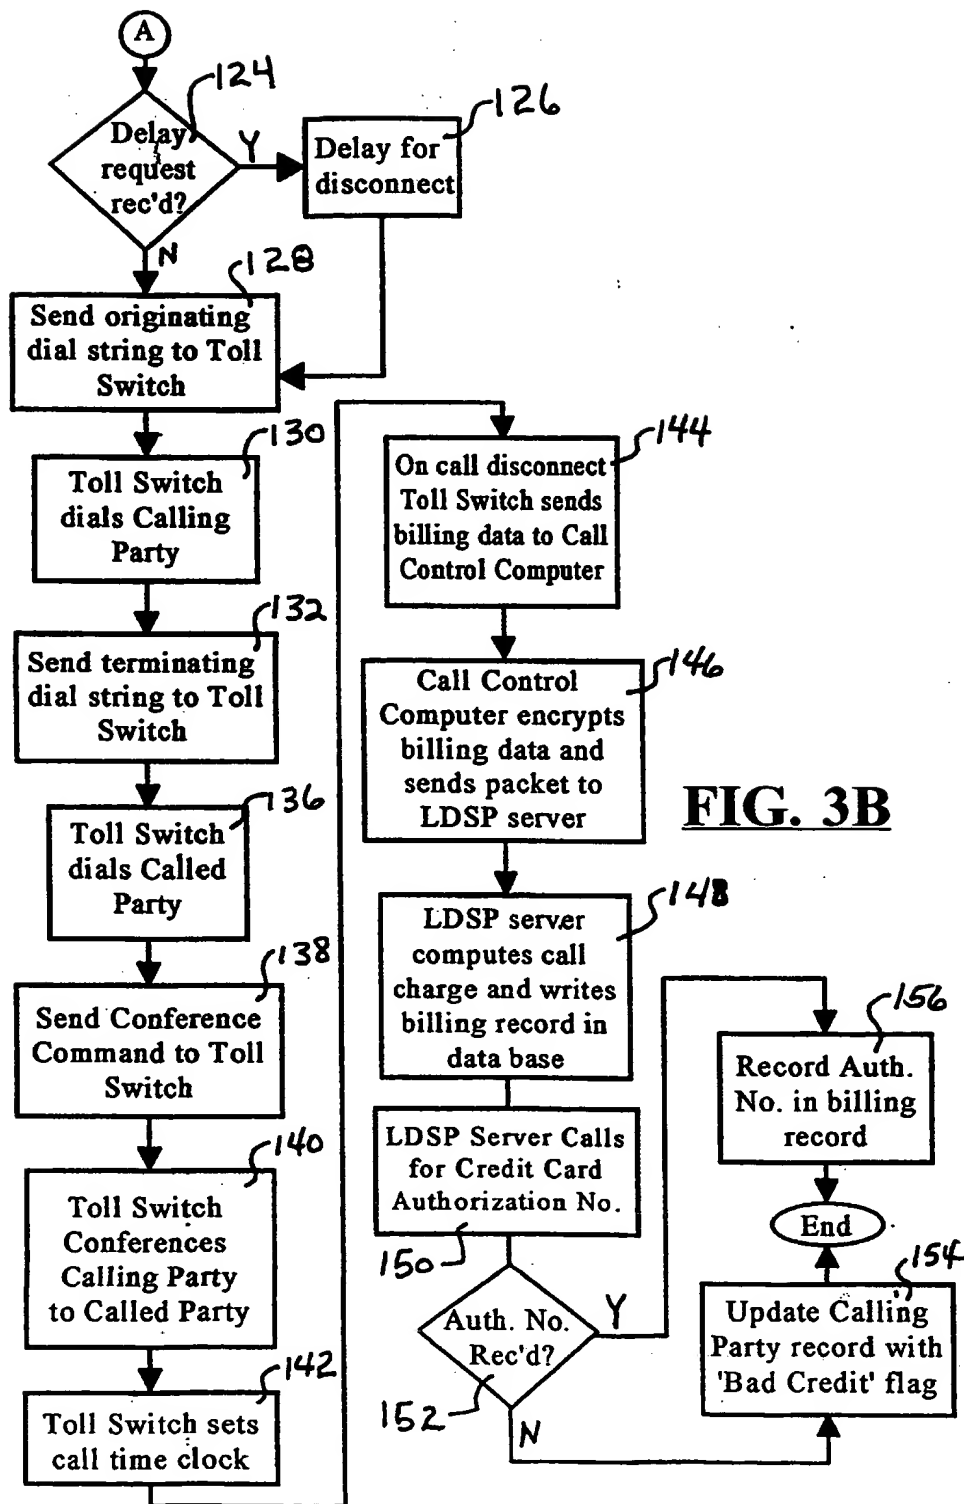 A
124
Delay
request
rec'd?
Y
N
126
Delay for
disconnect
128
Send originating
dial string to Toll
Switch
130
Toll Switch
dials Calling
Party
132
Send terminating
dial string to Toll
Switch
136
Toll Switch
dials Called
Party
138
Send Conference
Command to Toll
Switch
140
Toll Switch
Conferences
Calling Party
to Called Party
142
Toll Switch sets
call time clock
144
On call disconnect
Toll Switch sends
billing data to Call
Control Computer
146
Call Control
Computer encrypts
billing data and
sends packet to
LDSP server
FIG. 3B
148
LDSP server
computes call
charge and writes
billing record in
data base
LDSP Server Calls
for Credit Card
Authorization No.
150
Auth. No.
Rec'd?
152
Y
N
156
Record Auth.
No. in billing
record
End
154
Update Calling
Party record with
'Bad Credit' flag